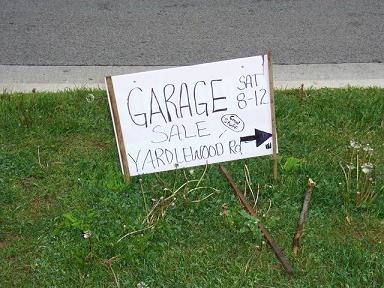 GARAGE SAT
8-12
SALE
YARDLEWOOD Rd